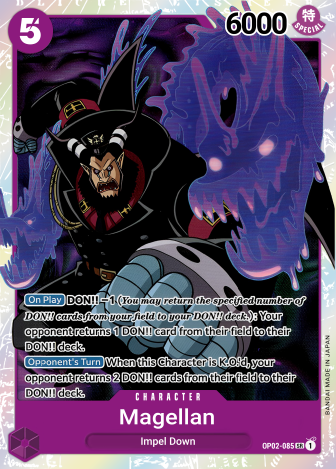 5
6000
特
SPECIAL
On Play DON!! −1 (You may return the specified number of
DON!! cards from your field to your DON!! deck.): Your
opponent returns 1 DON!! card from their field to their
DON!! deck.
Opponent's Turn When this Character is K.O.'d, your
opponent returns 2 DON!! cards from their field to their
DON!! deck.
BANDAI MADE IN JAPAN
CHARACTER
Magellan
Impel Down
OP02-085 SR 1